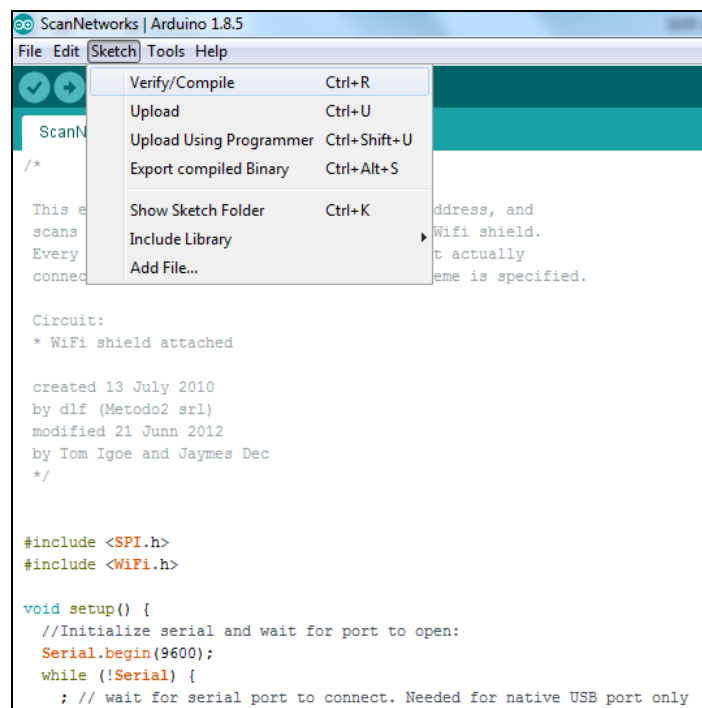 ScanNetworks | Arduino 1.8.5
File Edit Sketch Tools Help
Verify/Compile Ctrl+R
Upload Ctrl+U
Upload Using Programmer Ctrl+Shift+U
Export compiled Binary Ctrl+Alt+S
Show Sketch Folder Ctrl+K
Include Library
Add File...
ScanN
/*
This e ddress, and
scans Wifi shield.
Every t actually
connec eme is specified.
Circuit:
* WiFi shield attached
created 13 July 2010
by dlf (Metodo2 srl)
modified 21 Junn 2012
by Tom Igoe and Jaymes Dec
*/
#include <SPI.h>
#include <WiFi.h>
void setup() {
//Initialize serial and wait for port to open:
Serial.begin(9600);
while (!Serial) {
; // wait for serial port to connect. Needed for native USB port only